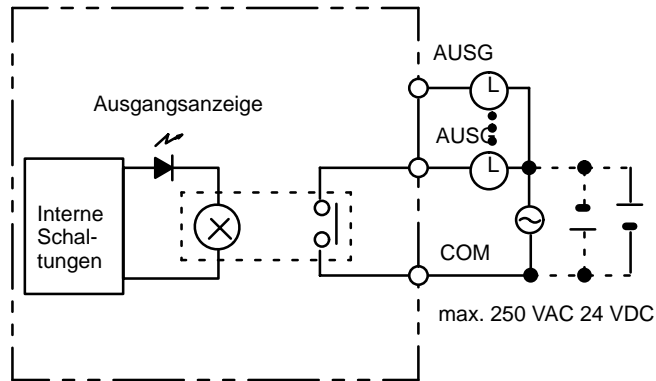 AUSG
L
Ausgangsanzeige
AUSG
L
Interne
Schal-
tungen
COM
max. 250 VAC 24 VDC